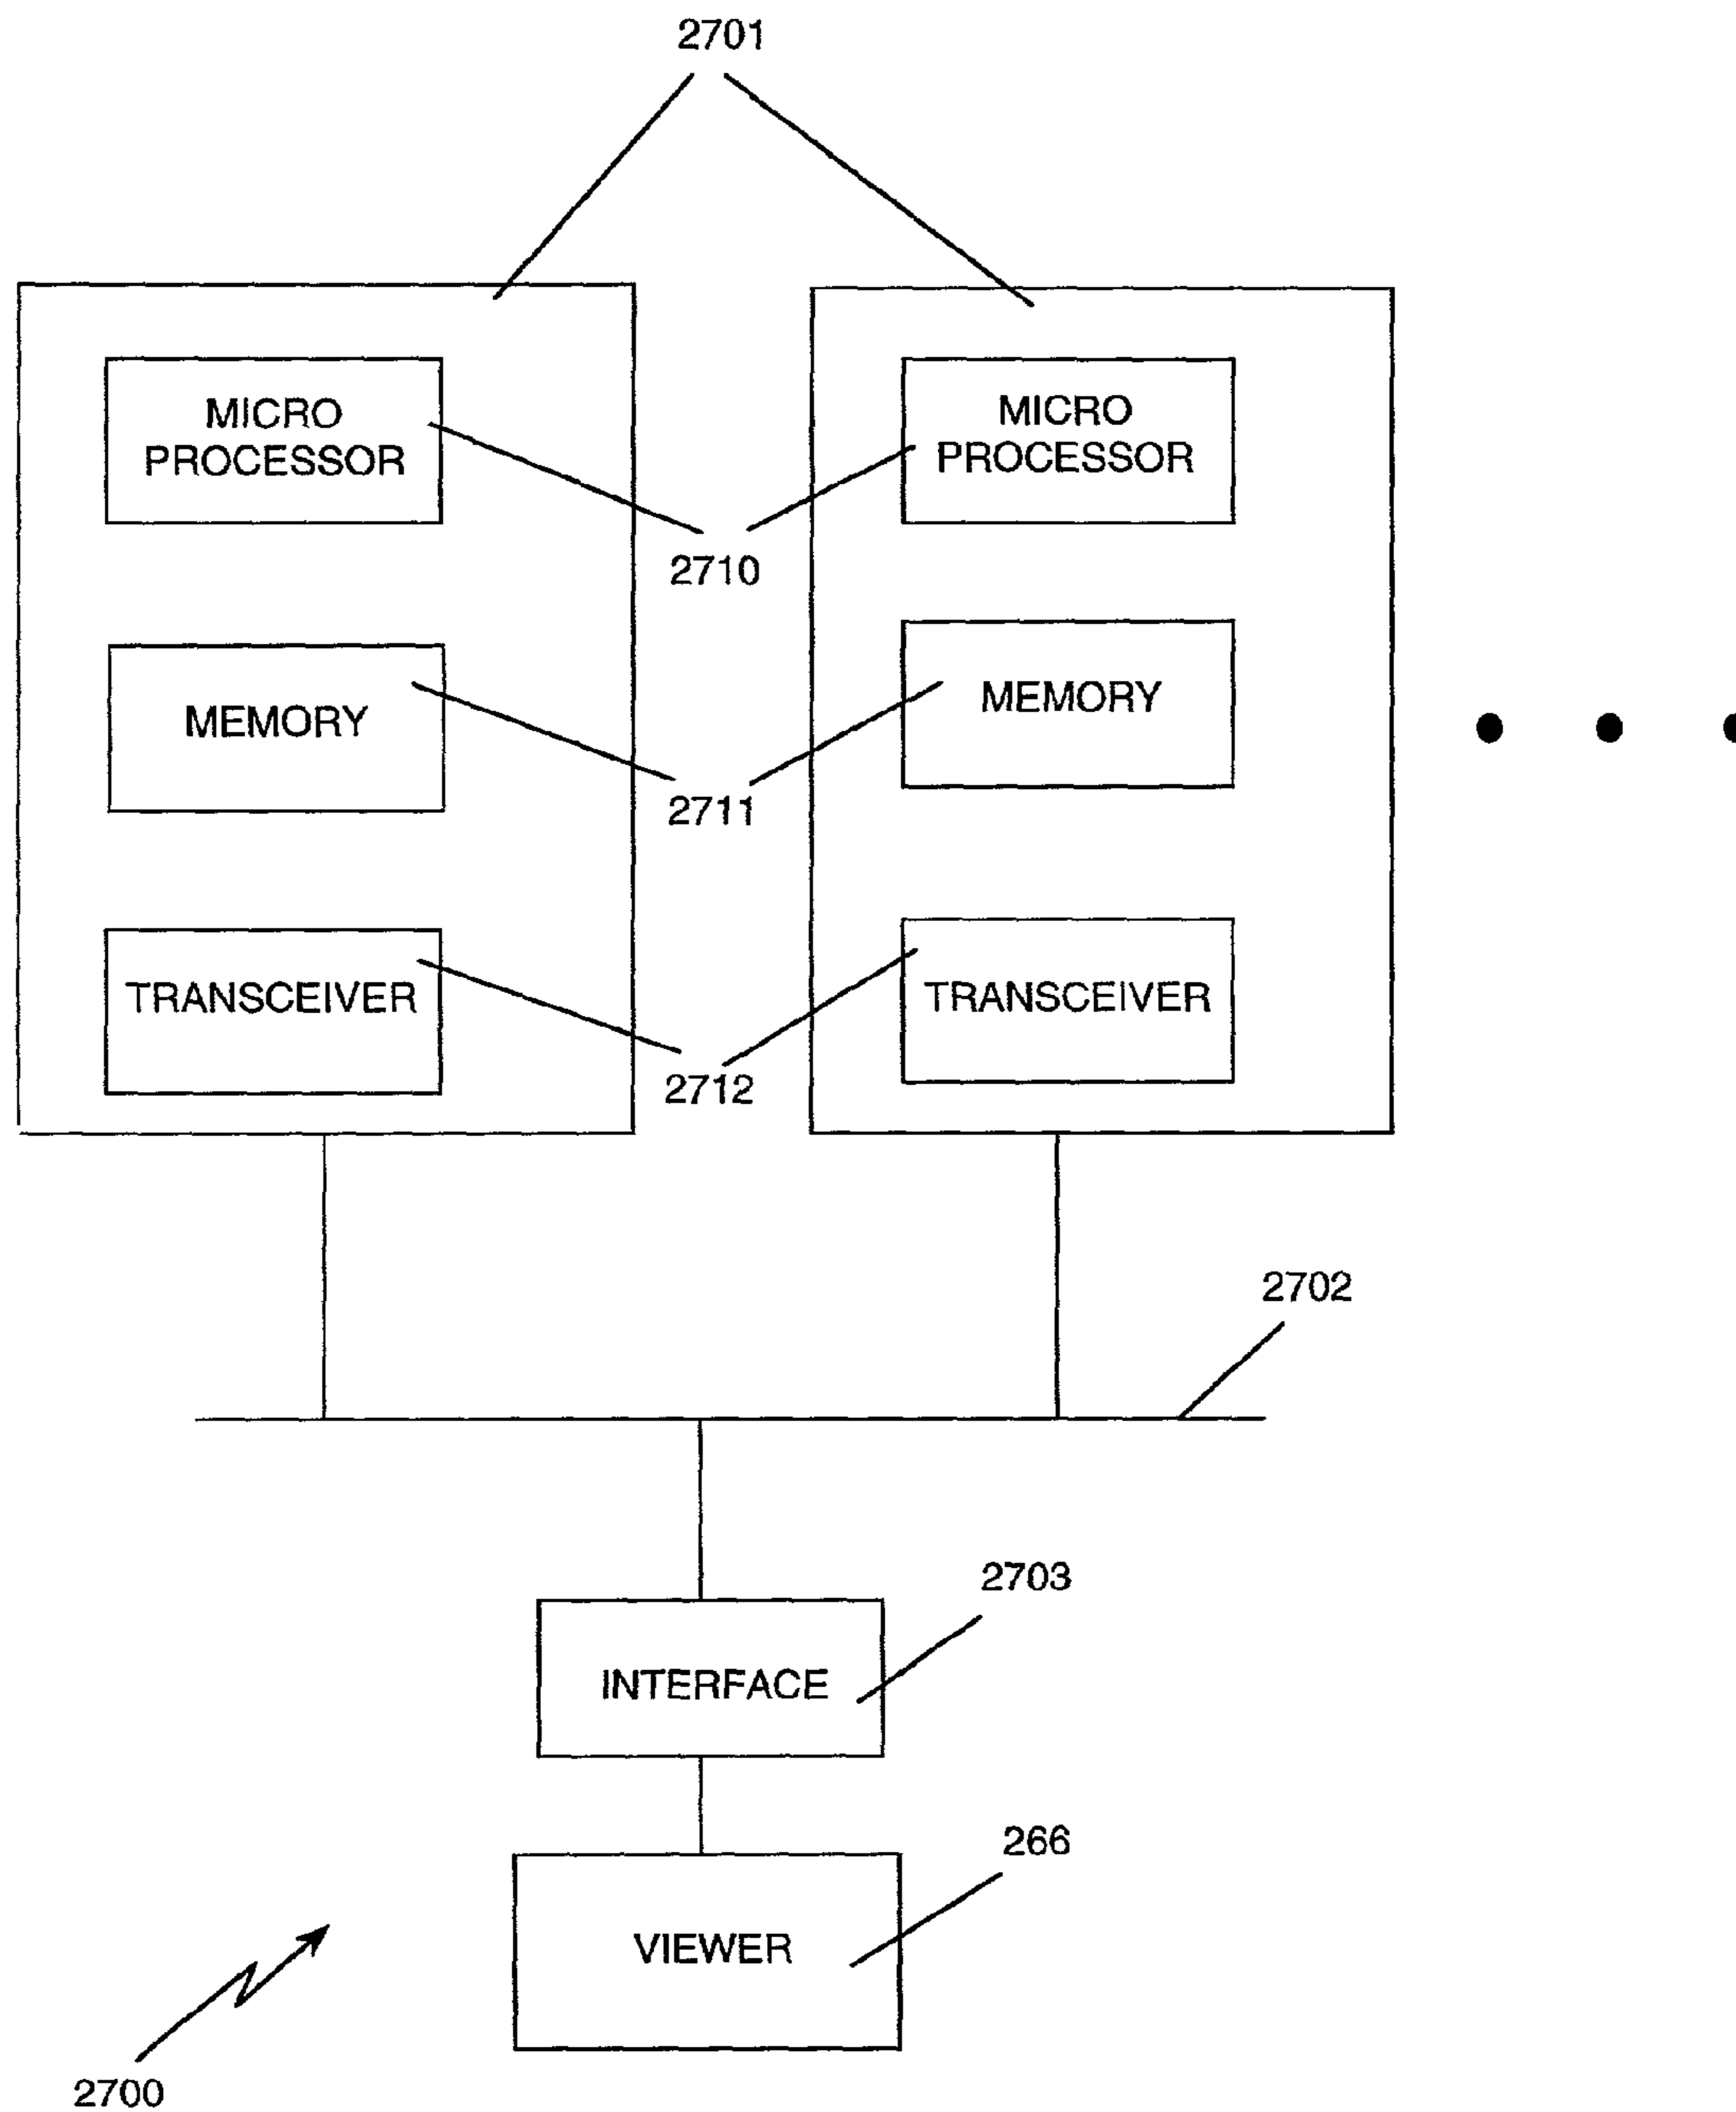 2701
MICRO
PROCESSOR
MICRO
PROCESSOR
2710
MEMORY
MEMORY
2711
TRANSCEIVER
TRANSCEIVER
2712
2702
2703
INTERFACE
266
VIEWER
2700